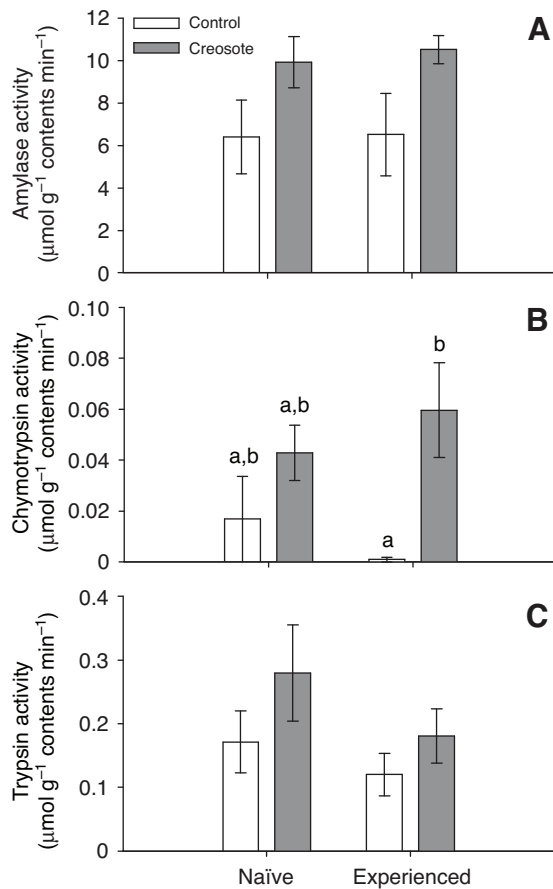 Control
Creosote
A
Amylase activity
(µmol g⁻¹ contents min⁻¹)
12
10
8
6
4
2
0
B
Chymotrypsin activity
(µmol g⁻¹ contents min⁻¹)
0.10
0.08
0.06
0.04
0.02
0
a,b
a,b
a
b
C
Trypsin activity
(µmol g⁻¹ contents min⁻¹)
0.4
0.3
0.2
0.1
0
Naïve
Experienced